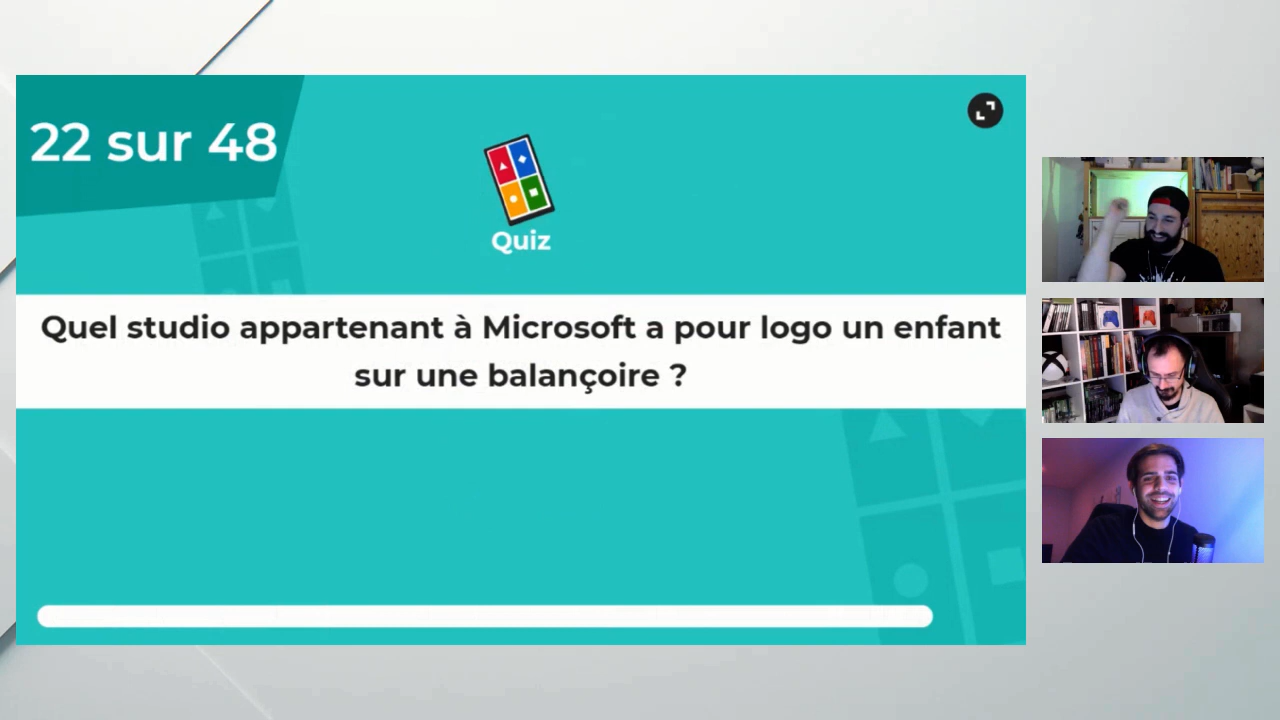 22 sur 48
Quiz
Quel studio appartenant à Microsoft a pour logo un enfant
sur une balançoire ?